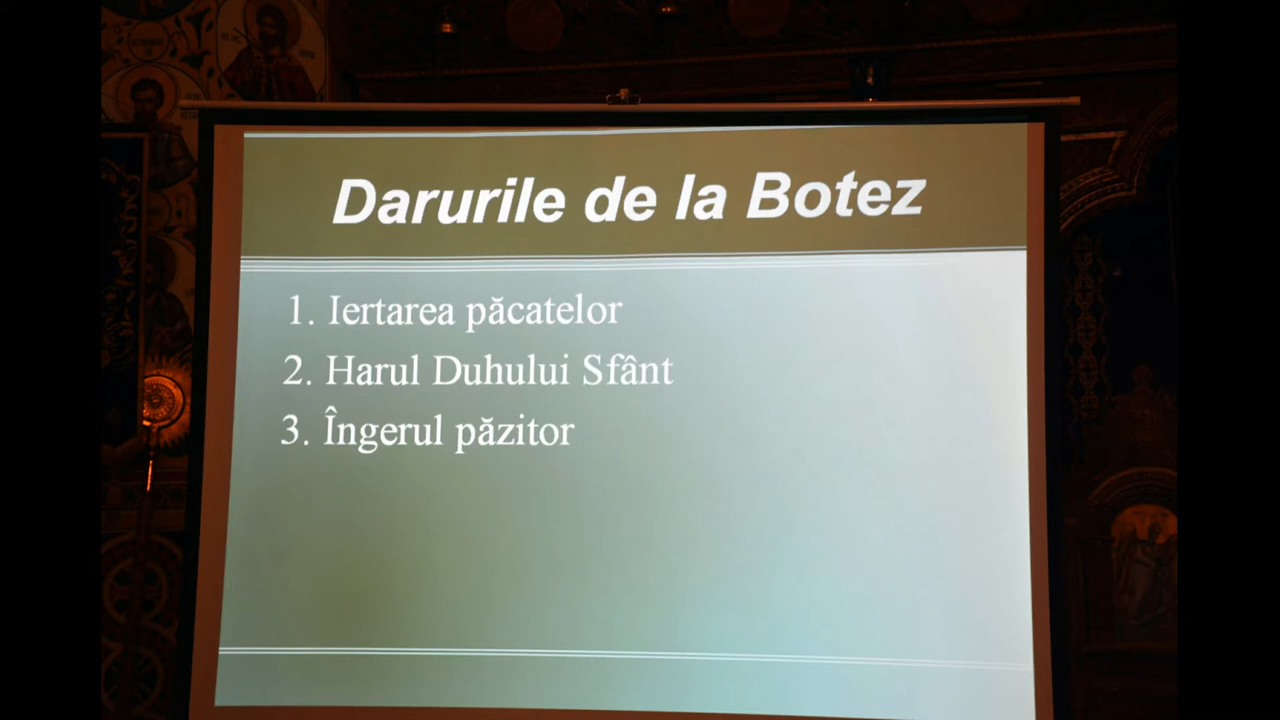 Darurile de la Botez
1. Iertarea păcatelor
2. Harul Duhului Sfânt
3. Îngerul păzitor